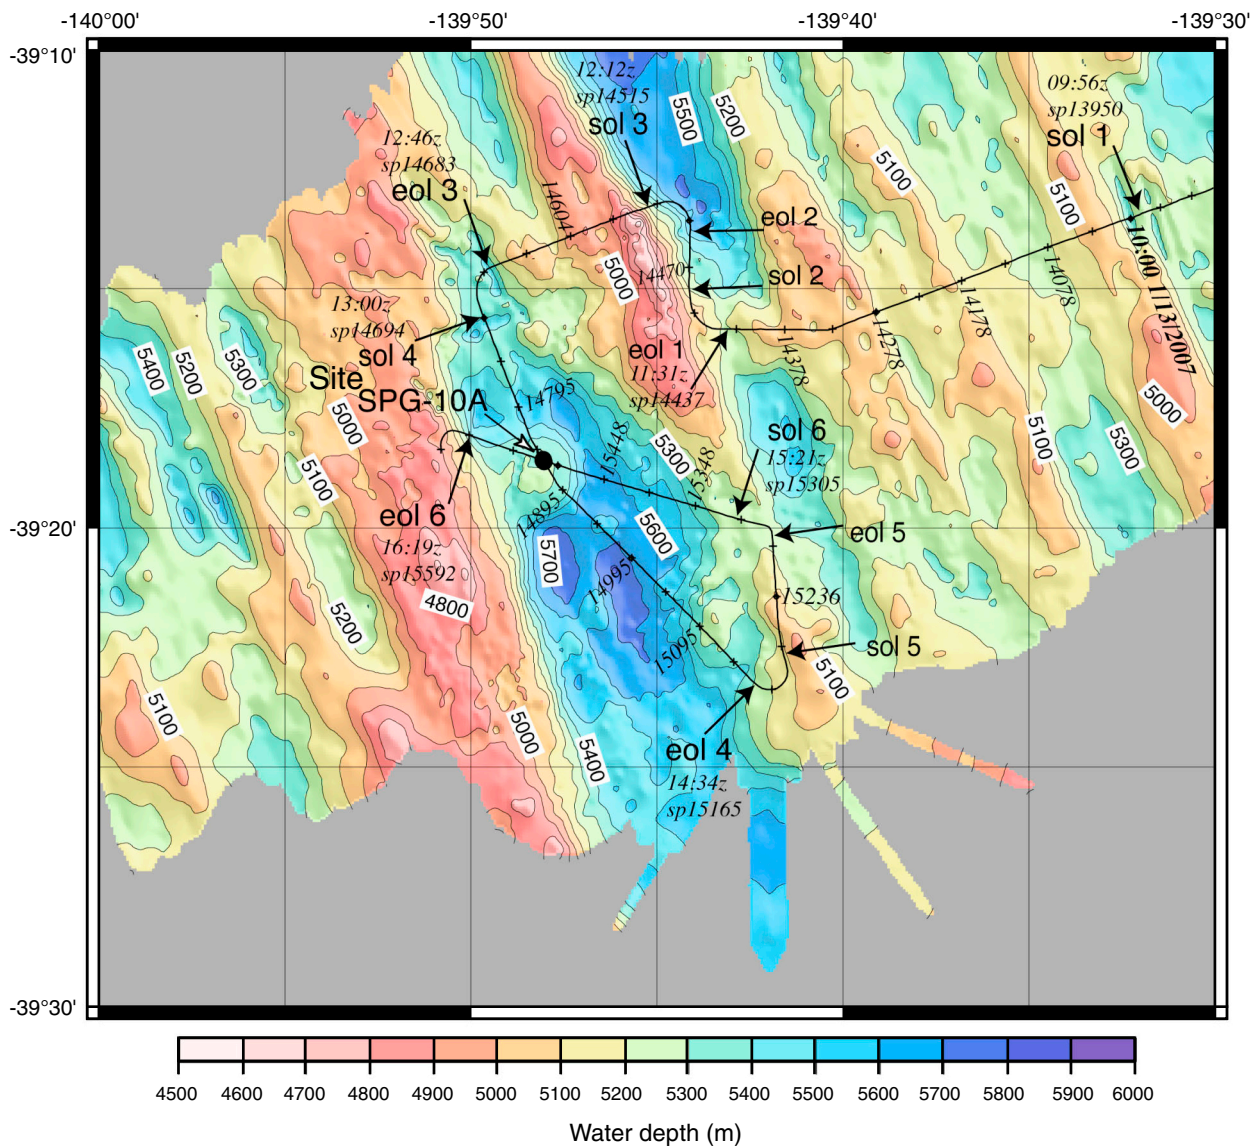 -140°00'
-139°50'
-139°40'
-139°30'
-39°10'
12:12z
sp14515
sol 3
5500
5200
09:56z
sp13950
sol 1
12:46z
sp14683
eol 3
5100
14604
eol 2
5100
10:00 1/13/2007
5000
14470
sol 2
14078
14178
13:00z
sp14694
sol 4
14278
5400
5200
5300
eol 1
11:31z
sp14437
14378
Site
SPG-10A
14795
5000
5000
5100
5300
5300
15448
15348
sol 6
15:21z
sp15305
5100
14895
eol 6
16:19z
sp15592
-39°20'
5600
eol 5
5700
14995
4800
15236
5200
15095
sol 5
5100
5100
5000
5400
eol 4
14:34z
sp15165
-39°30'
4500 4600 4700 4800 4900 5000 5100 5200 5300 5400 5500 5600 5700 5800 5900 6000
Water depth (m)